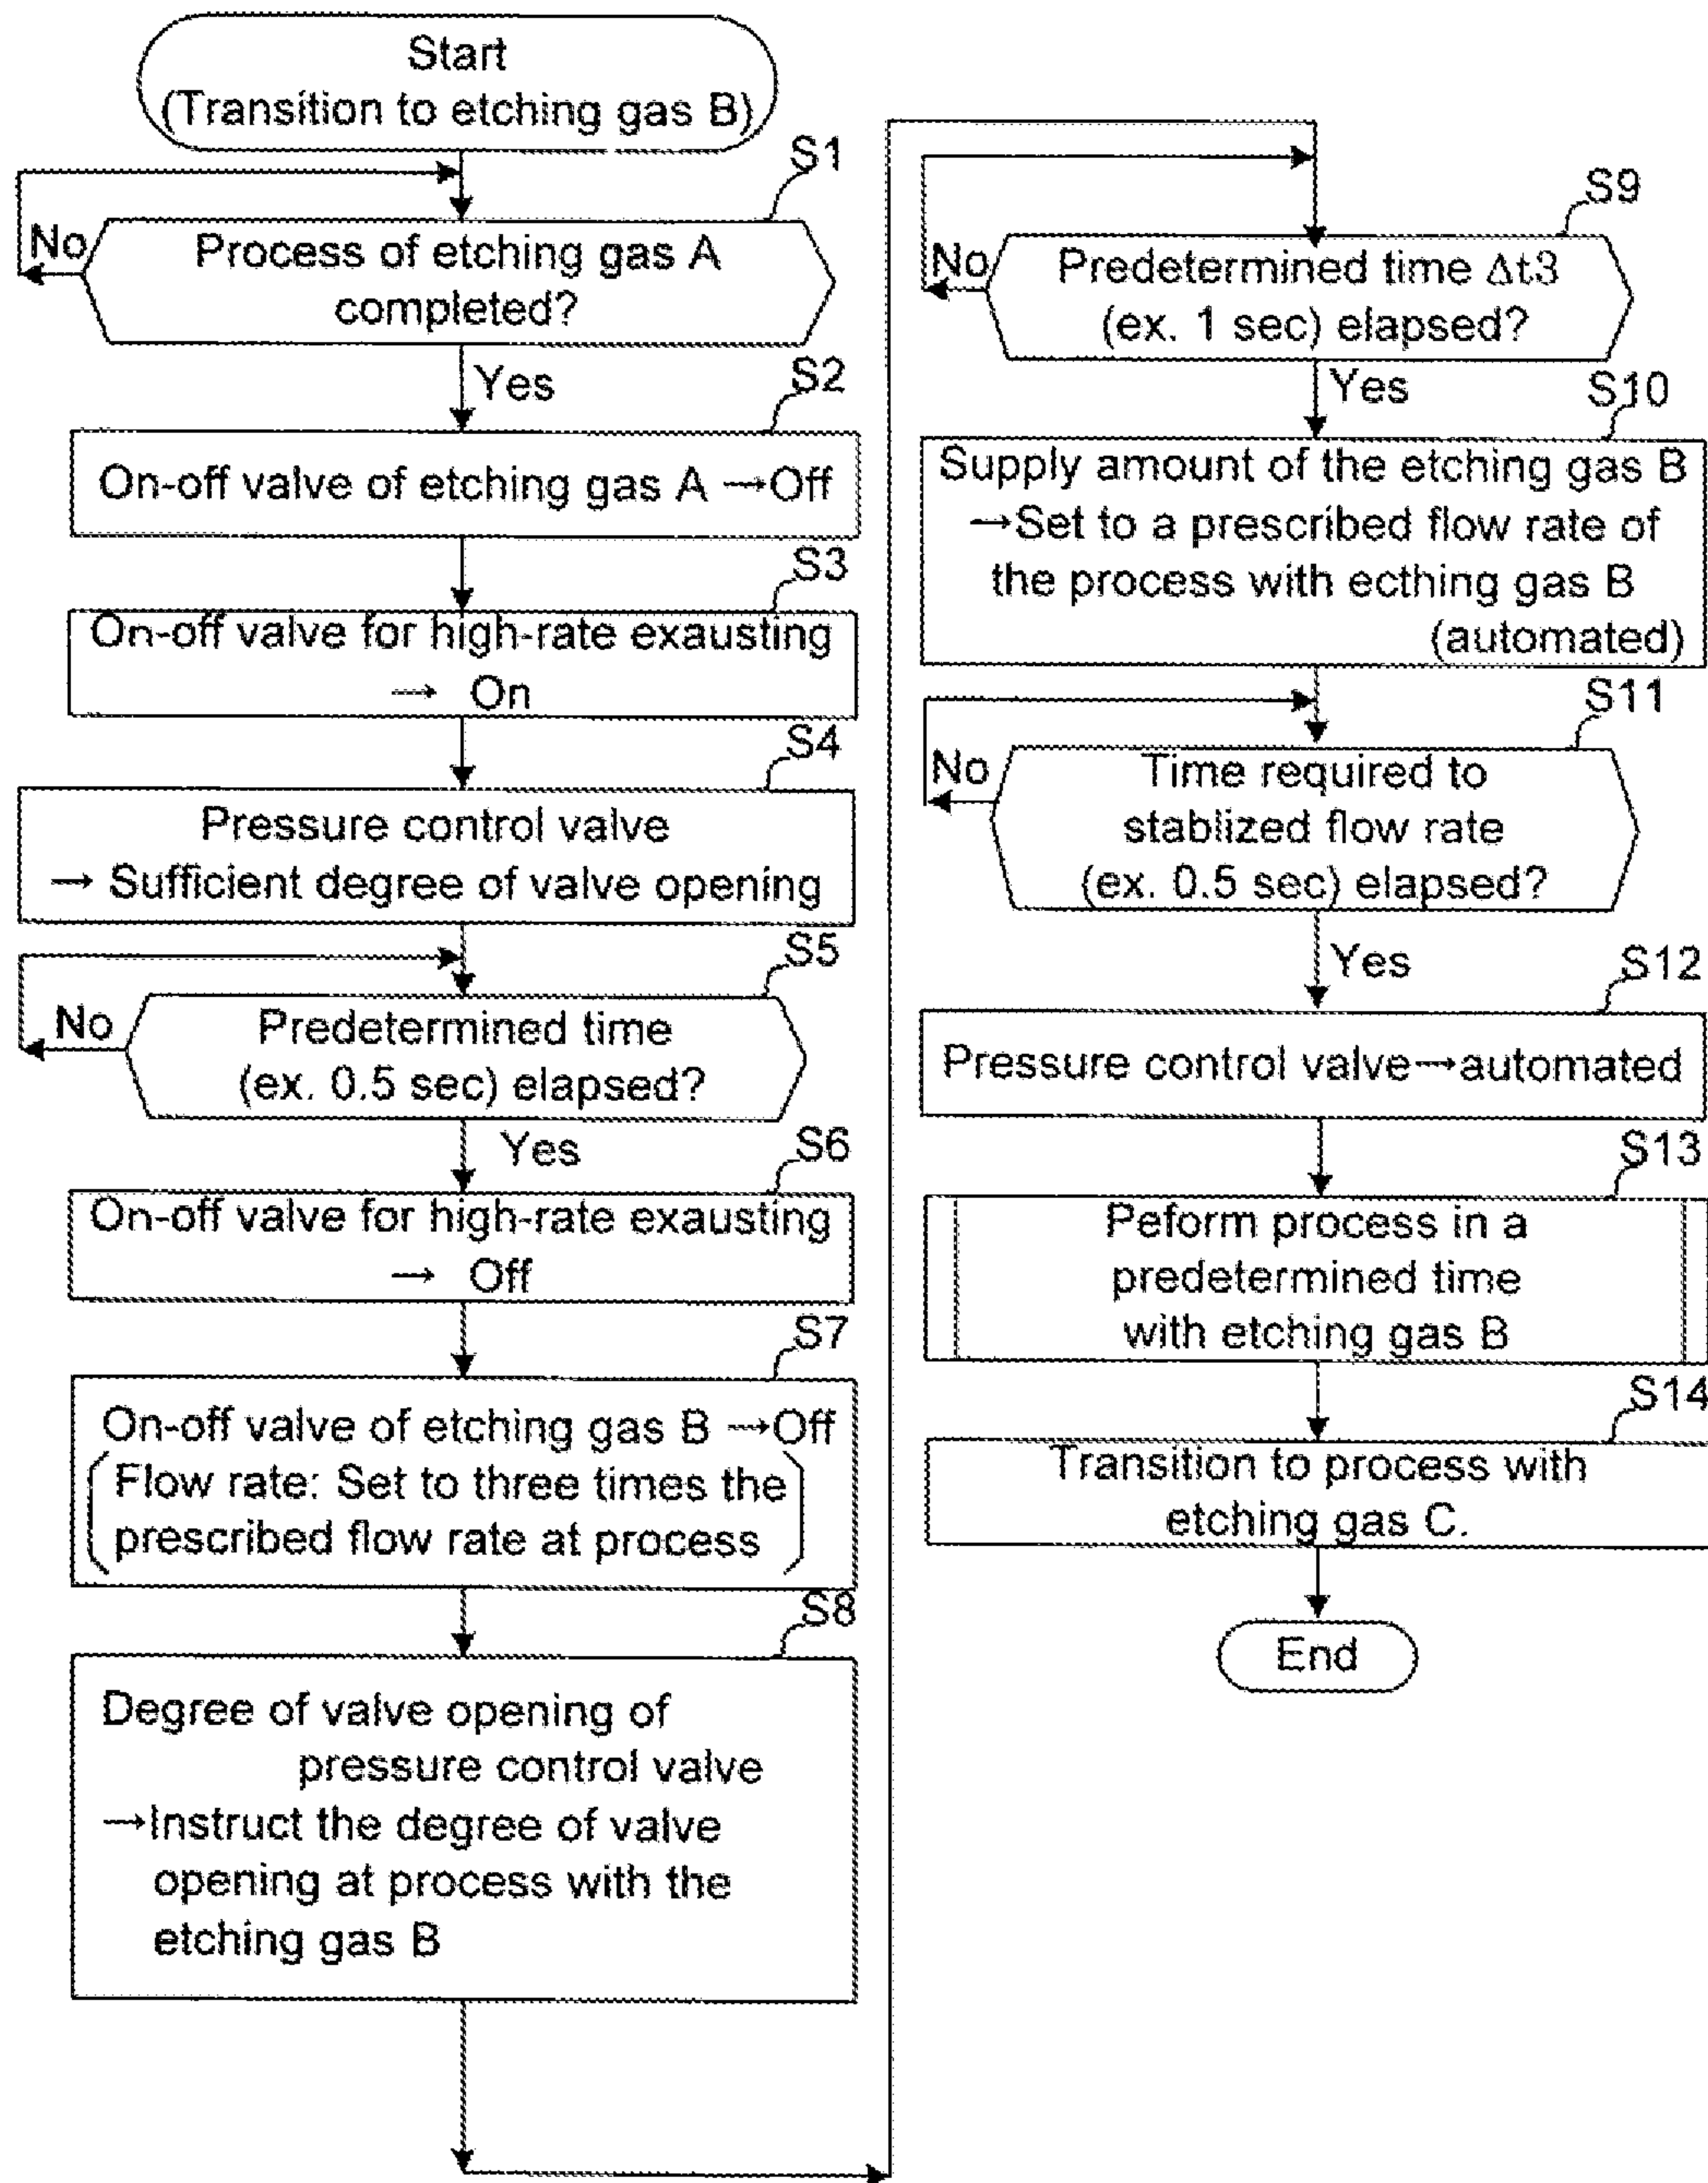 Start
(Transition to etching gas B)
S1
No
Process of etching gas A
completed?
Yes
S2
On-off valve of etching gas A →Off
S3
On-off valve for high-rate exausting
→ On
S4
Pressure control valve
→ Sufficient degree of valve opening
S5
No
Predetermined time
(ex. 0.5 sec) elapsed?
Yes
S6
On-off valve for high-rate exausting
→ Off
S7
On-off valve of etching gas B →Off
(Flow rate: Set to three times the
prescribed flow rate at process)
S8
Degree of valve opening of
pressure control valve
→Instruct the degree of valve
opening at process with the
etching gas B
S9
No
Predetermined time Δt3
(ex. 1 sec) elapsed?
Yes
S10
Supply amount of the etching gas B
→Set to a prescribed flow rate of
the process with ecthing gas B
(automated)
S11
No
Time required to
stablized flow rate
(ex. 0.5 sec) elapsed?
Yes
S12
Pressure control valve→automated
S13
Peform process in a
predetermined time
with etching gas B
S14
Transition to process with
etching gas C.
End